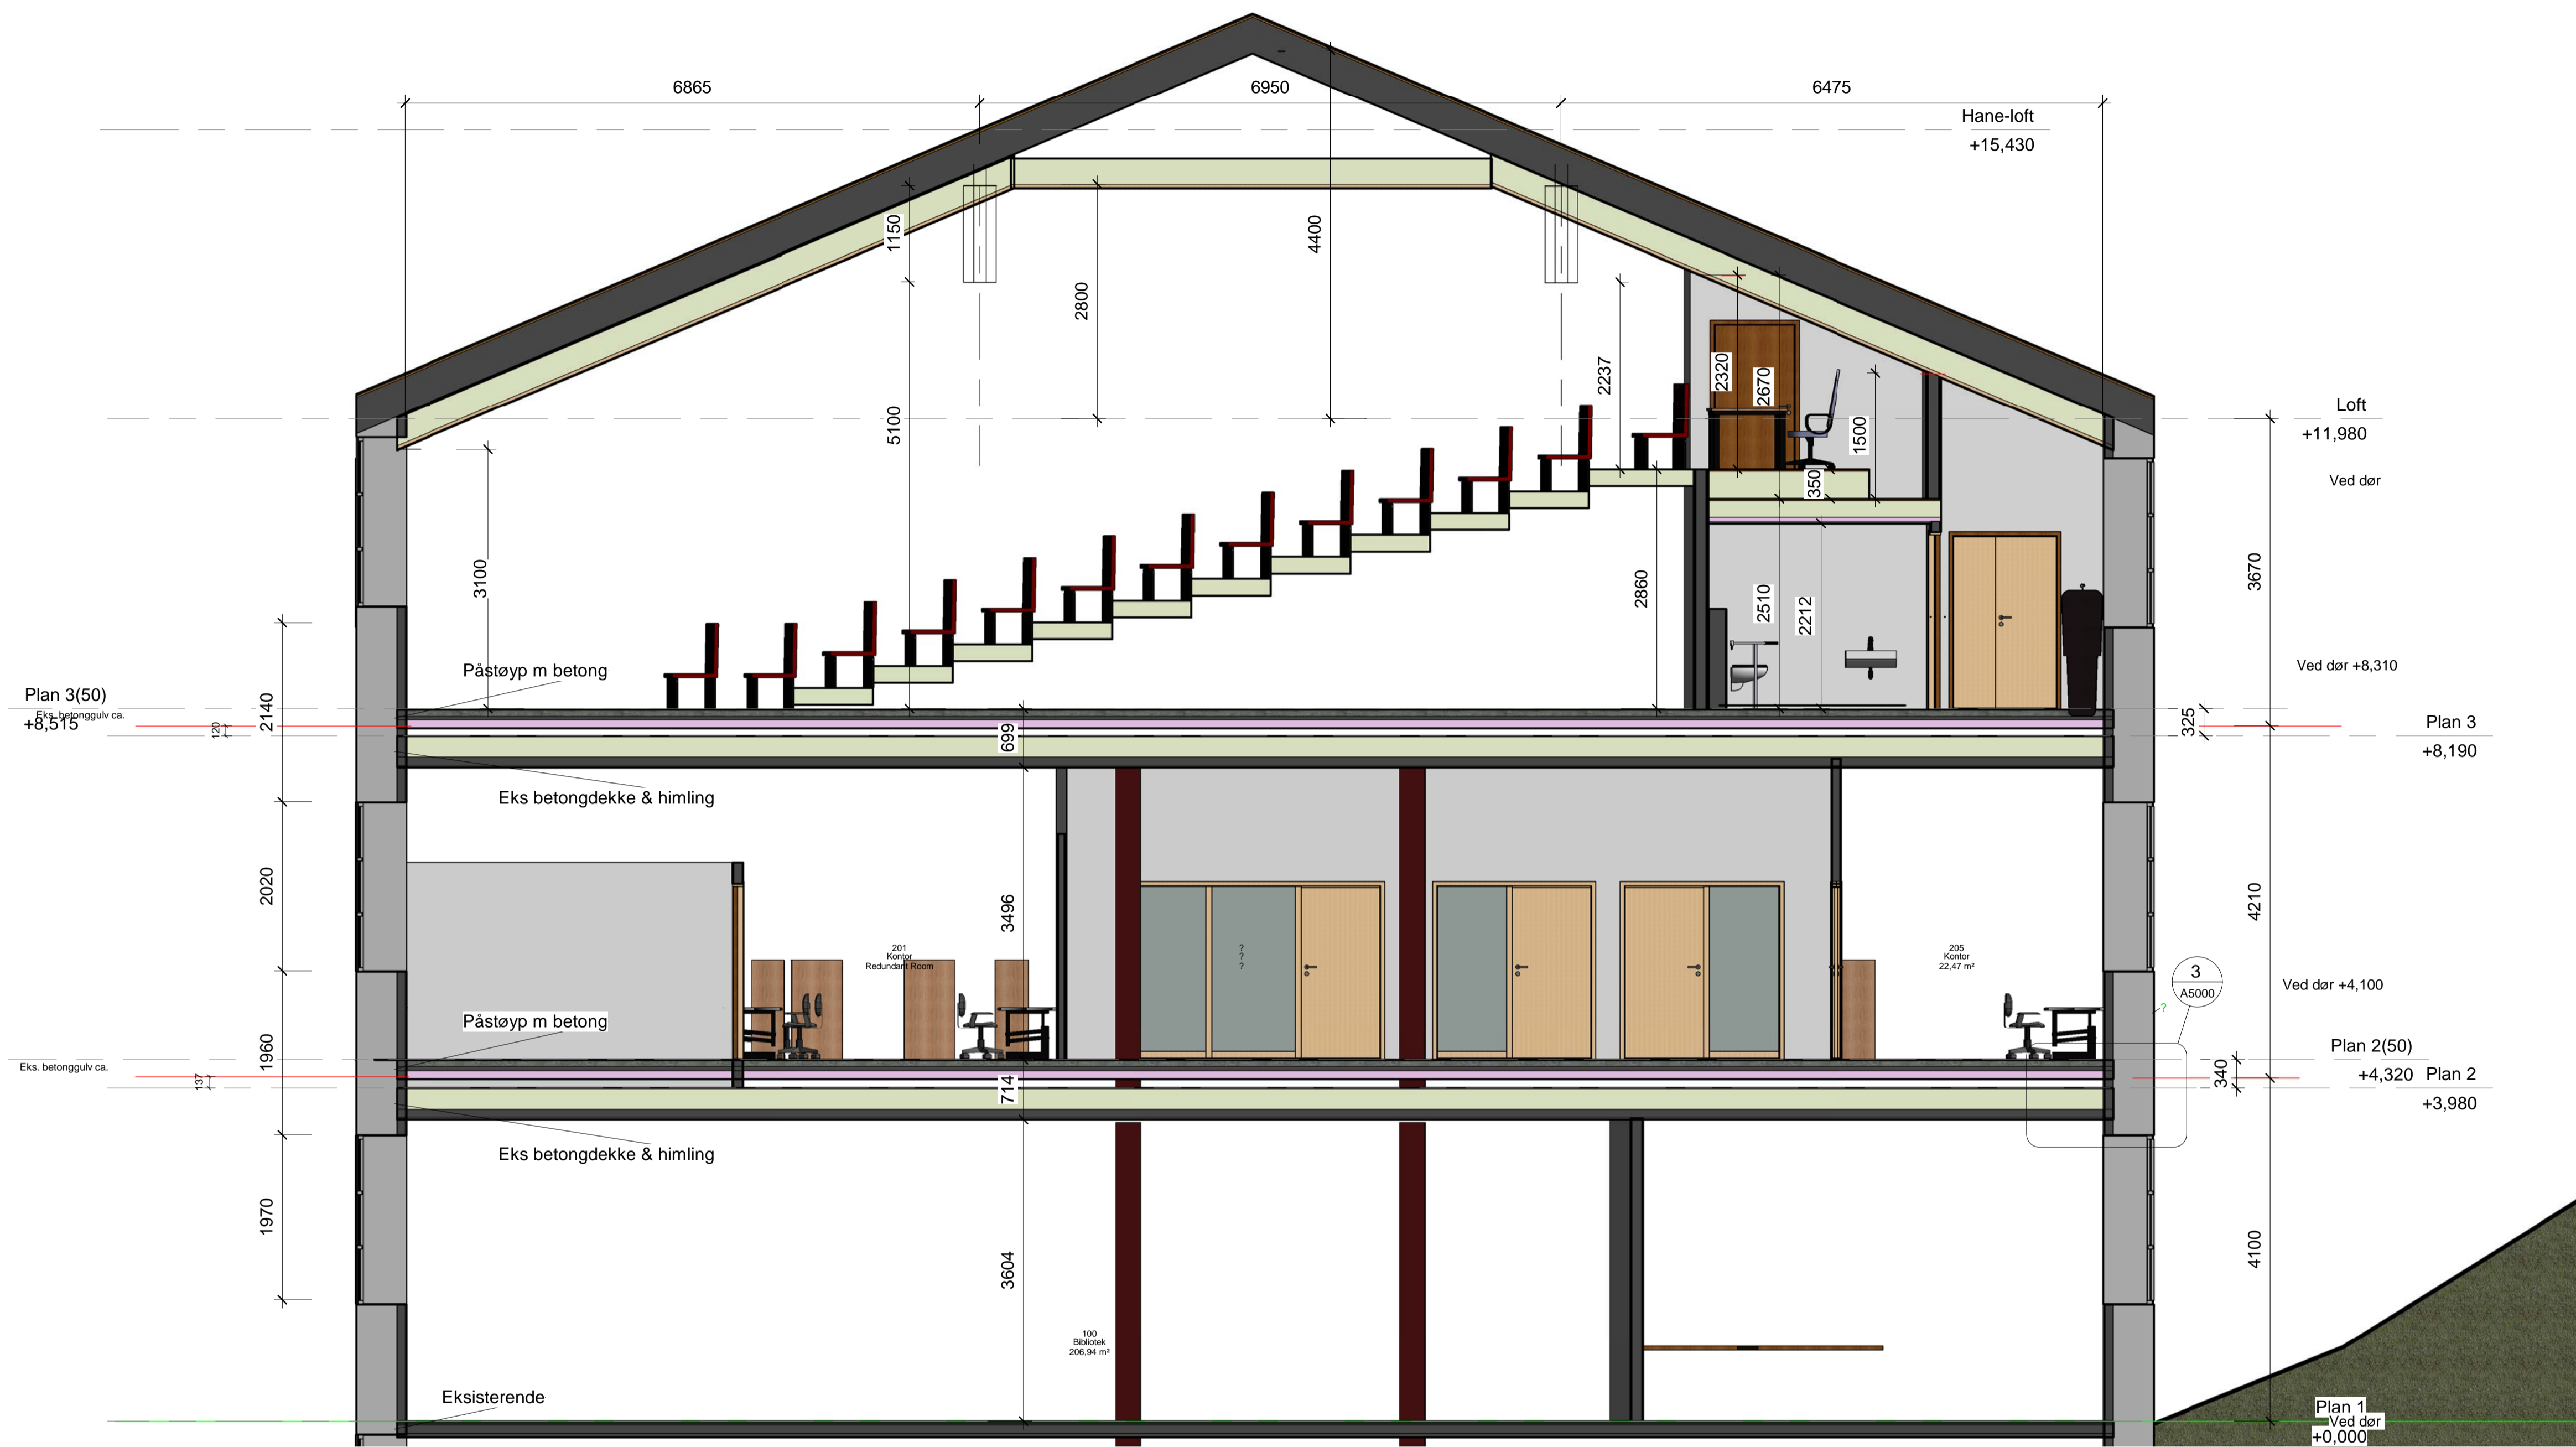 6865
6950
6475
Hane-loft
+15,430
1150
2800
4400
5100
2237
2320
2670
1500
350
3100
2860
2510
2212
Loft
+11,980
Ved dør
3670
Ved dør +8,310
Påstøyp m betong
Plan 3(50)
Eks. betonggulv ca.
+8,515
120
2140
699
325
Plan 3
+8,190
Eks betongdekke & himling
2020
3496
4210
201
Kontor
Redundant Room
?
?
?
205
Kontor
22,47 m²
3
A5000
?
Ved dør +4,100
Påstøyp m betong
Eks. betonggulv ca.
137
1960
714
340
Plan 2(50)
+4,320
Plan 2
+3,980
Eks betongdekke & himling
1970
3604
4100
100
Bibliotek
206,94 m²
Eksisterende
Plan 1
Ved dør
+0,000